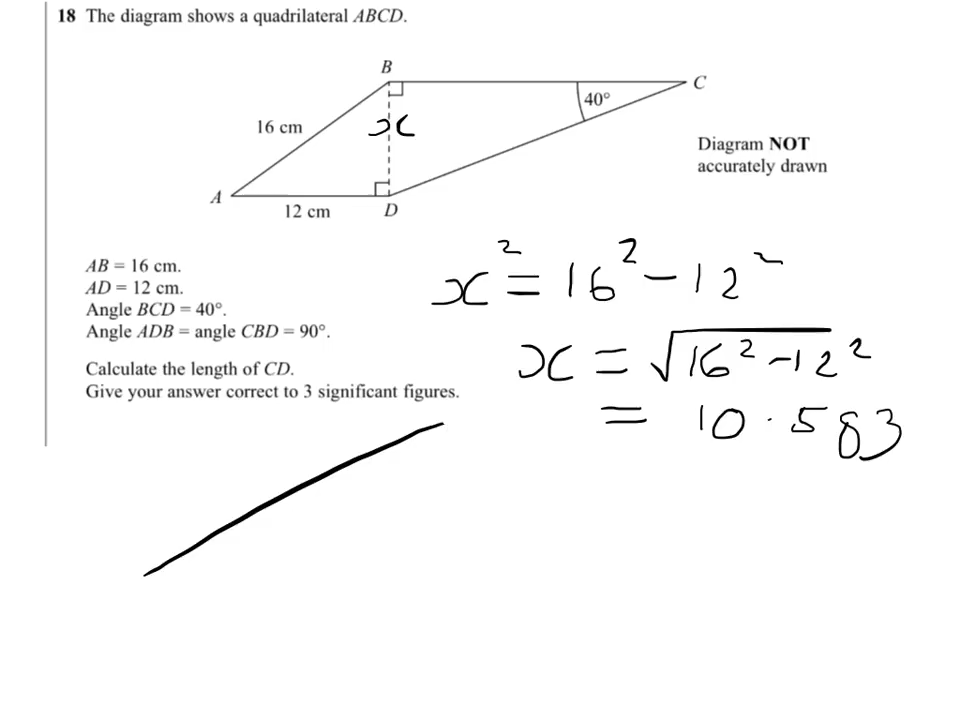 18 The diagram shows a quadrilateral ABCD.
B
C
40°
16 cm
x
Diagram NOT
accurately drawn
A
12 cm
D
x² = 16² - 12²
AB = 16 cm.
AD = 12 cm.
Angle BCD = 40°.
Angle ADB = angle CBD = 90°.
x = √16² - 12²
Calculate the length of CD.
Give your answer correct to 3 significant figures.
= 10.583